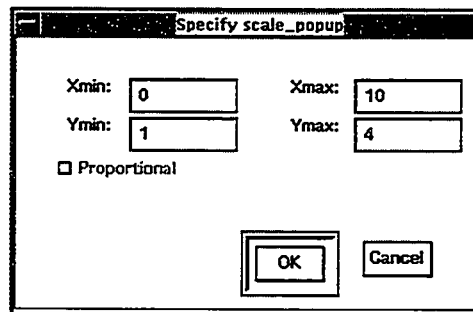 Specify scale_popup
Xmin: 0 Xmax: 10
Ymin: 1 Ymax: 4
Proportional
OK Cancel